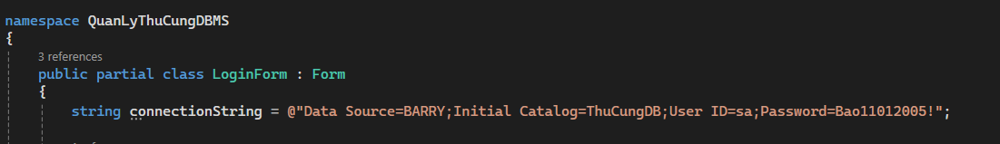 namespace QuanLyThuCungDBMS
{
3 references
public partial class LoginForm : Form
{
string connectionString = @"Data Source=BARRY;Initial Catalog=ThuCungDB;User ID=sa;Password=Bao11012005!";